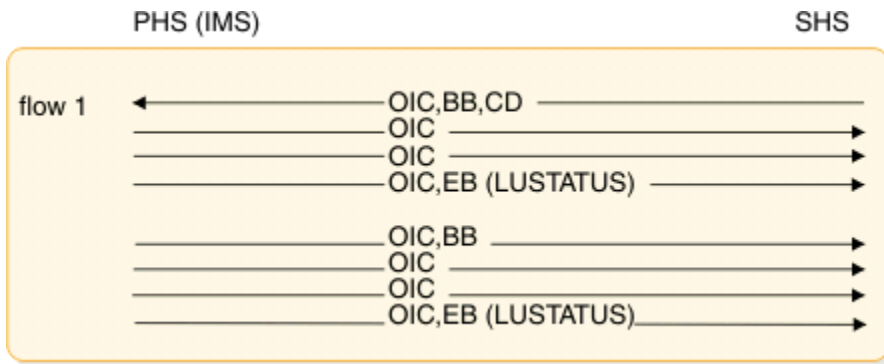 PHS (IMS) SHS
flow 1 OIC,BB,CD
OIC
OIC
OIC,EB (LUSTATUS)
OIC,BB
OIC
OIC
OIC,EB (LUSTATUS)